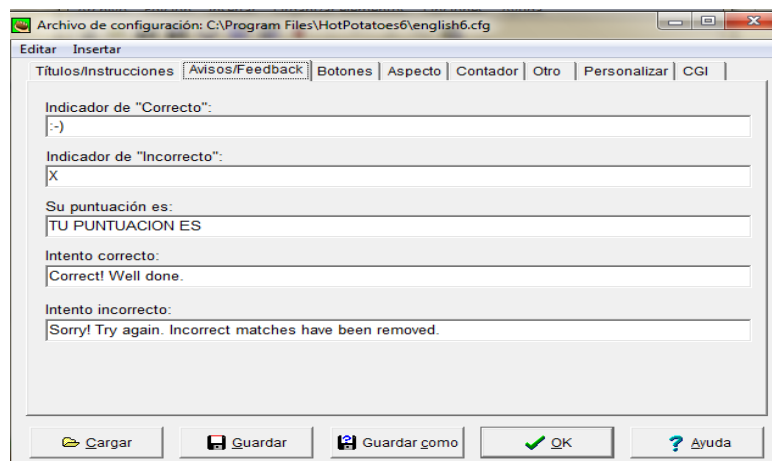 Archivo de configuración: C:\Program Files\HotPotatoes6\english6.cfg
Editar Insertar
Títulos/Instrucciones Avisos/Feedback Botones Aspecto Contador Otro Personalizar CGI
Indicador de "Correcto":
:-)
Indicador de "Incorrecto":
X
Su puntuación es:
TU PUNTUACION ES
Intento correcto:
Correct! Well done.
Intento incorrecto:
Sorry! Try again. Incorrect matches have been removed.
Cargar Guardar Guardar como OK Ayuda